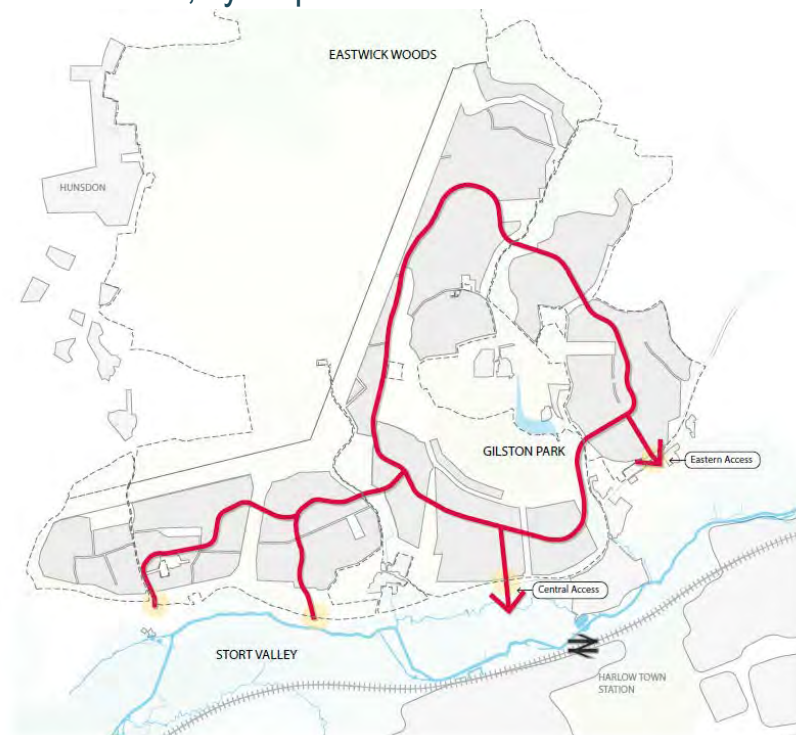 EASTWICK WOODS
HUNSDON
GILSTON PARK
Eastern Access
Central Access
STORT VALLEY
HARLOW TOWN
STATION